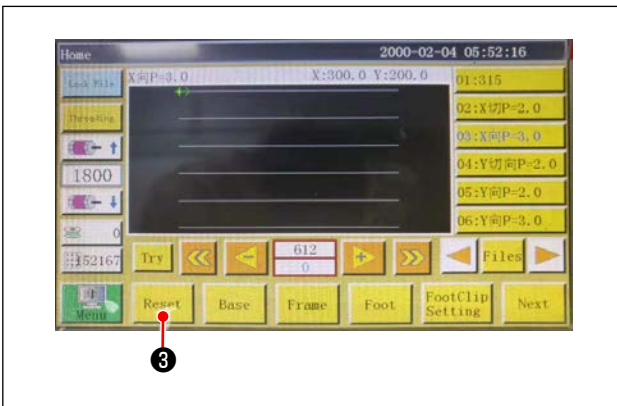 Home 2000-02-04 05:52:16
Lock File
X向P=3.0 X:300.0 Y:200.0
01:315
02:X切P=2.0
Threading
03:X向P=3.0
1800
04:Y切向P=2.0
05:Y向P=2.0
0
06:Y向P=3.0
152167
Try
612
0
Files
Menu
Reset
Base
Frame
Foot
FootClip Setting
Next
3